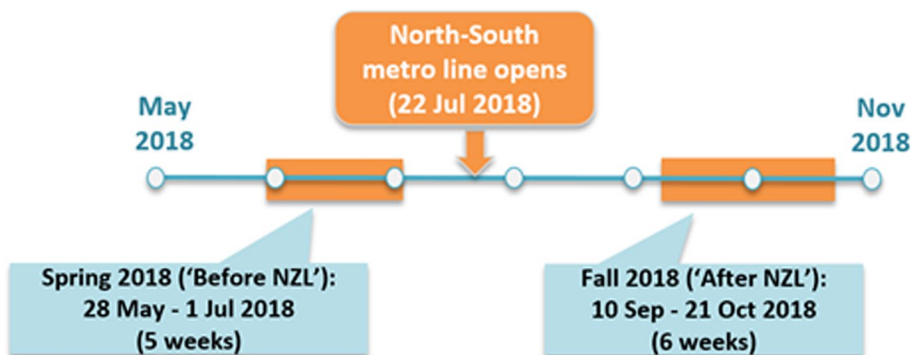 North-South
metro line opens
(22 Jul 2018)
May
2018
Nov
2018
Spring 2018 (‘Before NZL’):
28 May - 1 Jul 2018
(5 weeks)
Fall 2018 (‘After NZL’):
10 Sep - 21 Oct 2018
(6 weeks)